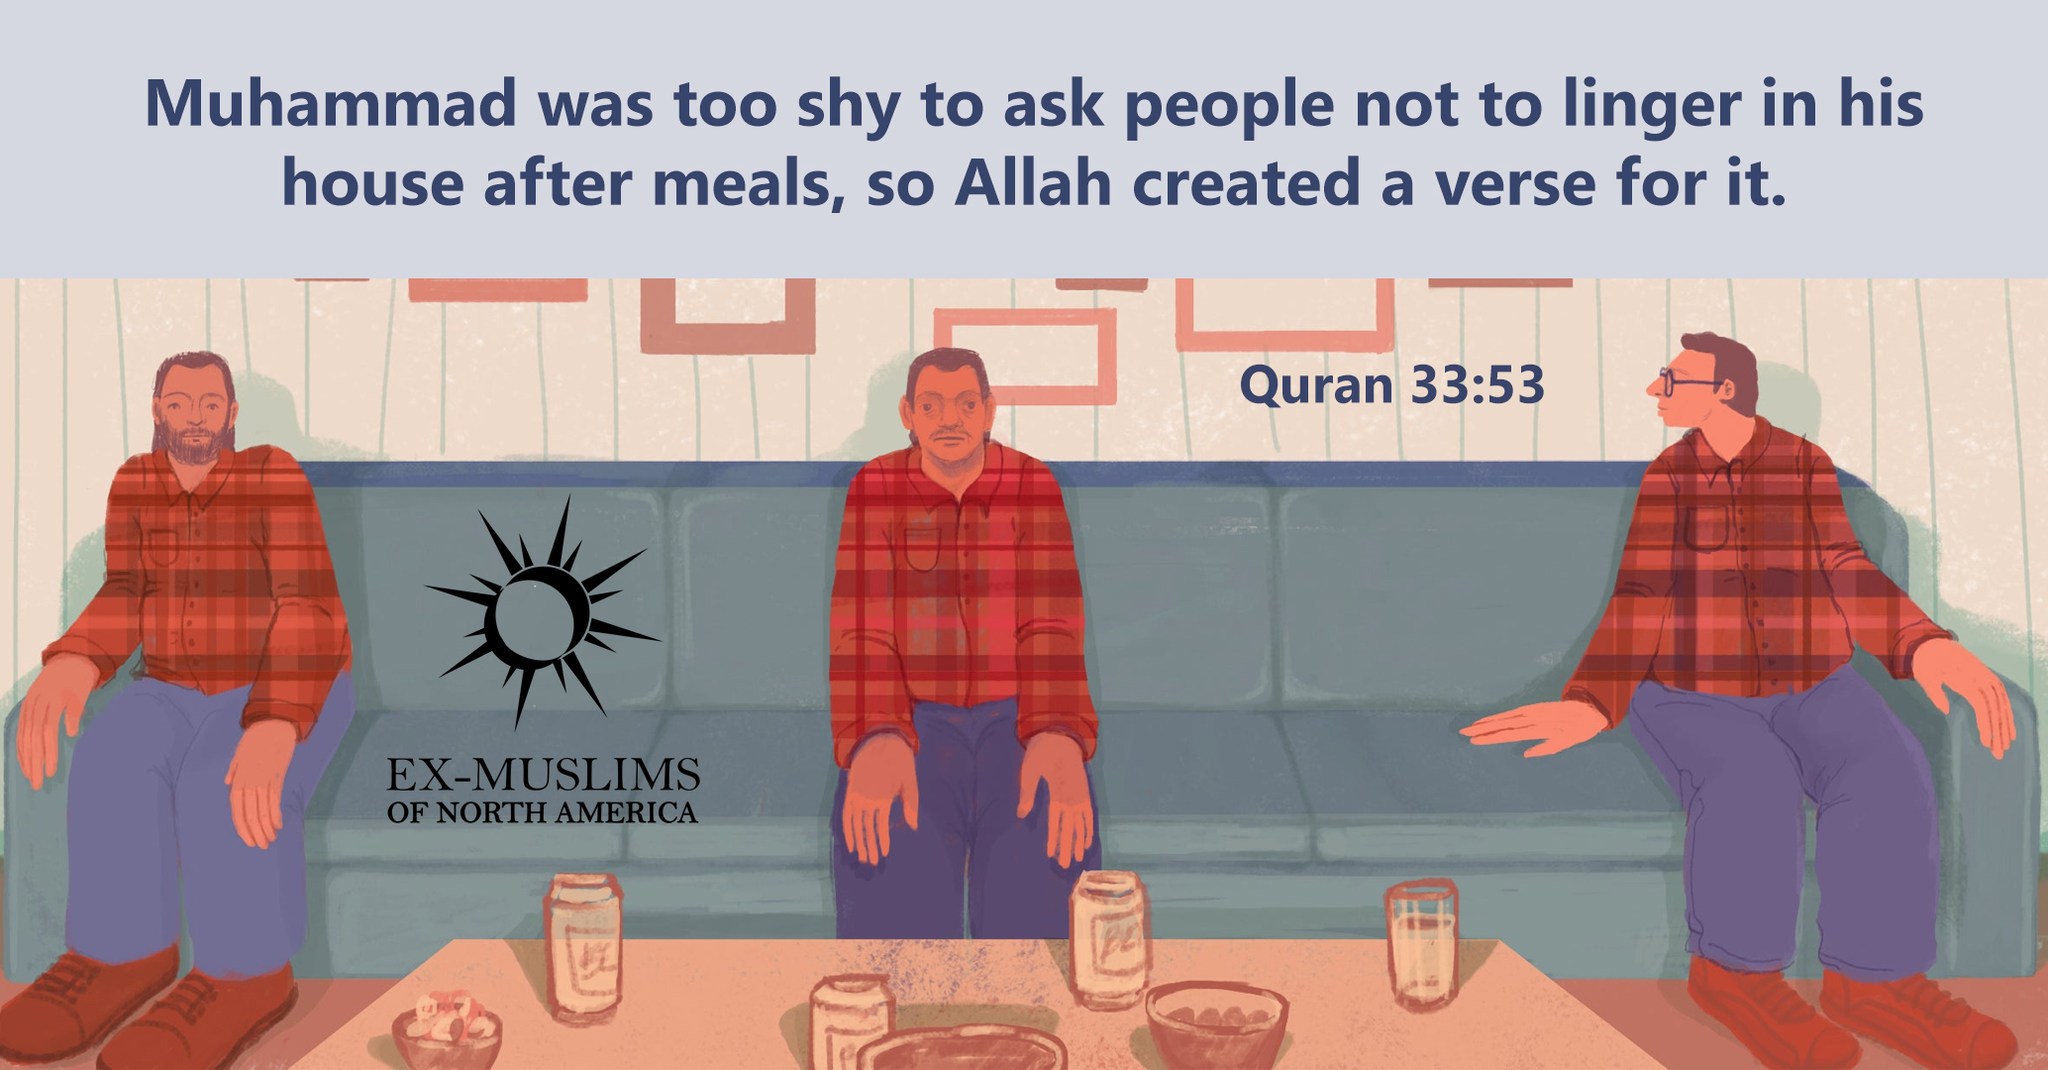 Muhammad was too shy to ask people not to linger in his
house after meals, so Allah created a verse for it.
Quran 33:53
EX-MUSLIMS
OF NORTH AMERICA